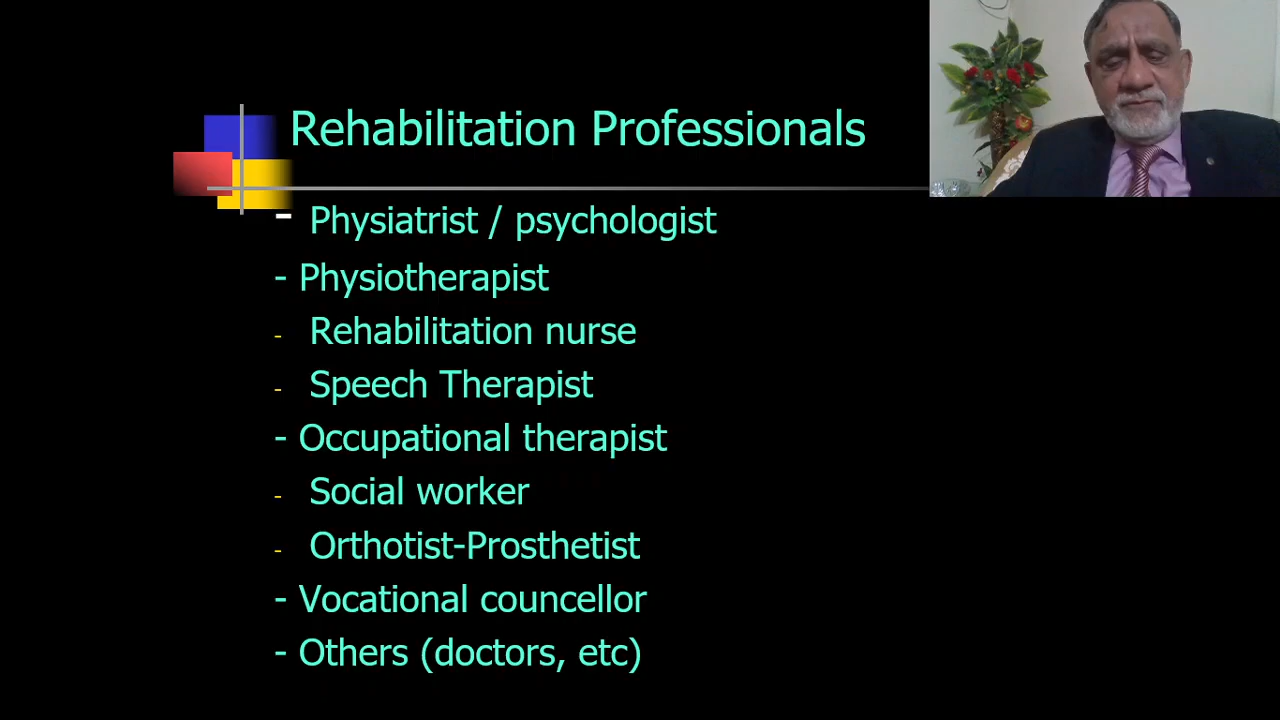 Rehabilitation Professionals
- Physiatrist / psychologist
- Physiotherapist
- Rehabilitation nurse
- Speech Therapist
- Occupational therapist
- Social worker
- Orthotist-Prosthetist
- Vocational councellor
- Others (doctors, etc)